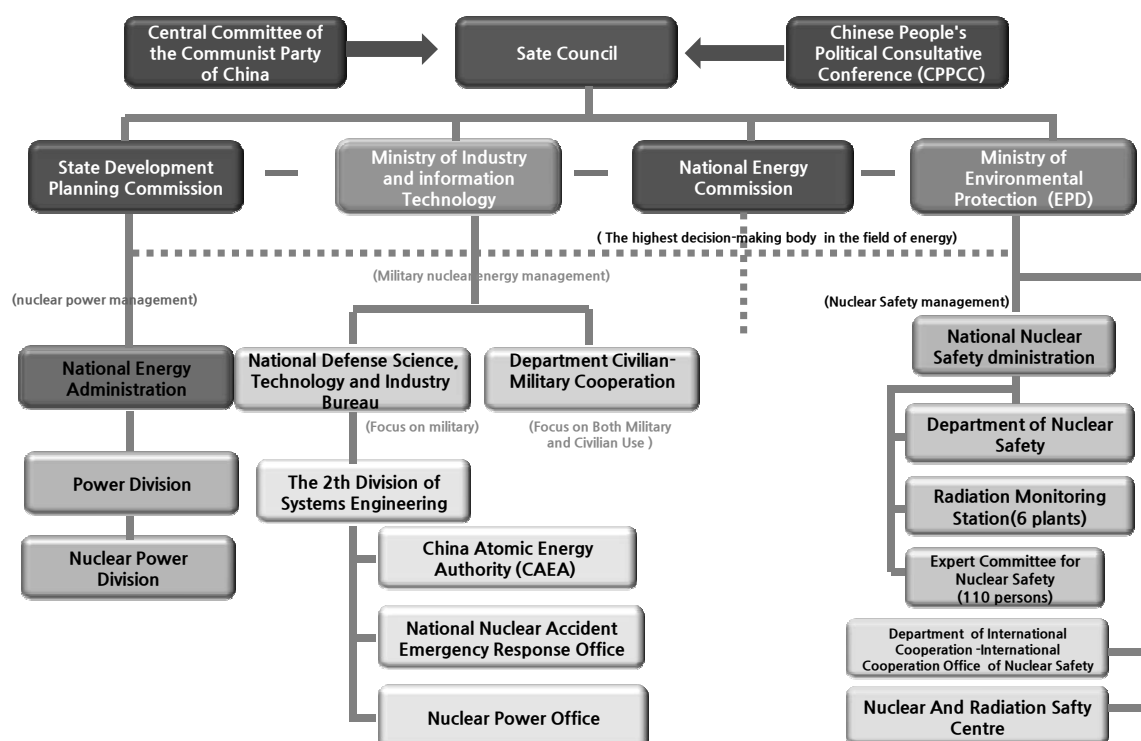 Central Committee of
the Communist Party
of China
Sate Council
Chinese People's
Political Consultative
Conference (CPPCC)
State Development
Planning Commission
Ministry of Industry
and information
Technology
National Energy
Commission
Ministry of
Environmental
Protection (EPD)
( The highest decision-making body in the field of energy)
(Military nuclear energy management)
(nuclear power management)
(Nuclear Safety management)
National Energy
Administration
National Defense Science,
Technology and Industry
Bureau
Department Civilian-
Military Cooperation
National Nuclear
Safety dministration
(Focus on military)
(Focus on Both Military
and Civilian Use )
Department of Nuclear
Safety
Power Division
The 2th Division of
Systems Engineering
Radiation Monitoring
Station(6 plants)
Nuclear Power
Division
China Atomic Energy
Authority (CAEA)
Expert Committee for
Nuclear Safety
(110 persons)
National Nuclear Accident
Emergency Response Office
Department of International
Cooperation -International
Cooperation Office of Nuclear Safety
Nuclear Power Office
Nuclear And Radiation Safty
Centre